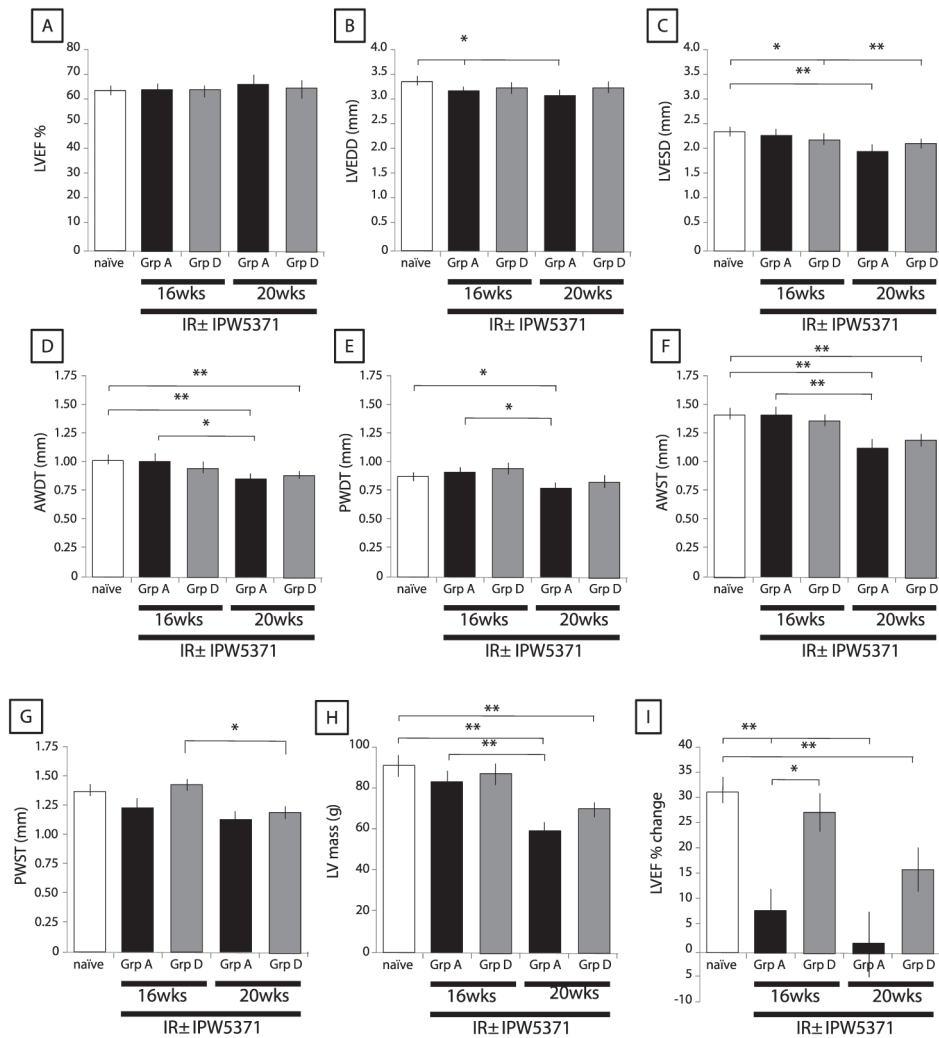 A
LVEF %
80
70
60
50
40
30
20
10
0
naïve Grp A Grp D Grp A Grp D
16wks 20wks
IR± IPW5371
B
*
LVEDD (mm)
4.0
3.5
3.0
2.5
2.0
1.5
1.0
0.5
0
naïve Grp A Grp D Grp A Grp D
16wks 20wks
IR± IPW5371
C
* **
**
LVESD (mm)
4.0
3.5
3.0
2.5
2.0
1.5
1.0
0.5
0
naïve Grp A Grp D Grp A Grp D
16wks 20wks
IR± IPW5371
D
**
**
*
AWDT (mm)
1.75
1.50
1.25
1.00
0.75
0.50
0.25
0
naïve Grp A Grp D Grp A Grp D
16wks 20wks
IR± IPW5371
E
*
*
PWDT (mm)
1.75
1.50
1.25
1.00
0.75
0.50
0.25
0
naïve Grp A Grp D Grp A Grp D
16wks 20wks
IR± IPW5371
F
**
**
**
AWST (mm)
1.75
1.50
1.25
1.00
0.75
0.50
0.25
0
naïve Grp A Grp D Grp A Grp D
16wks 20wks
IR± IPW5371
G
*
PWST (mm)
1.75
1.50
1.25
1.00
0.75
0.50
0.25
0
naïve Grp A Grp D Grp A Grp D
16wks 20wks
IR± IPW5371
H
**
**
**
LV mass (g)
100
80
60
40
20
0
naïve Grp A Grp D Grp A Grp D
16wks 20wks
IR± IPW5371
I
**
**
*
LVEF % change
40
35
30
25
20
15
10
5
0
5
-10
naïve Grp A Grp D Grp A Grp D
16wks 20wks
IR± IPW5371